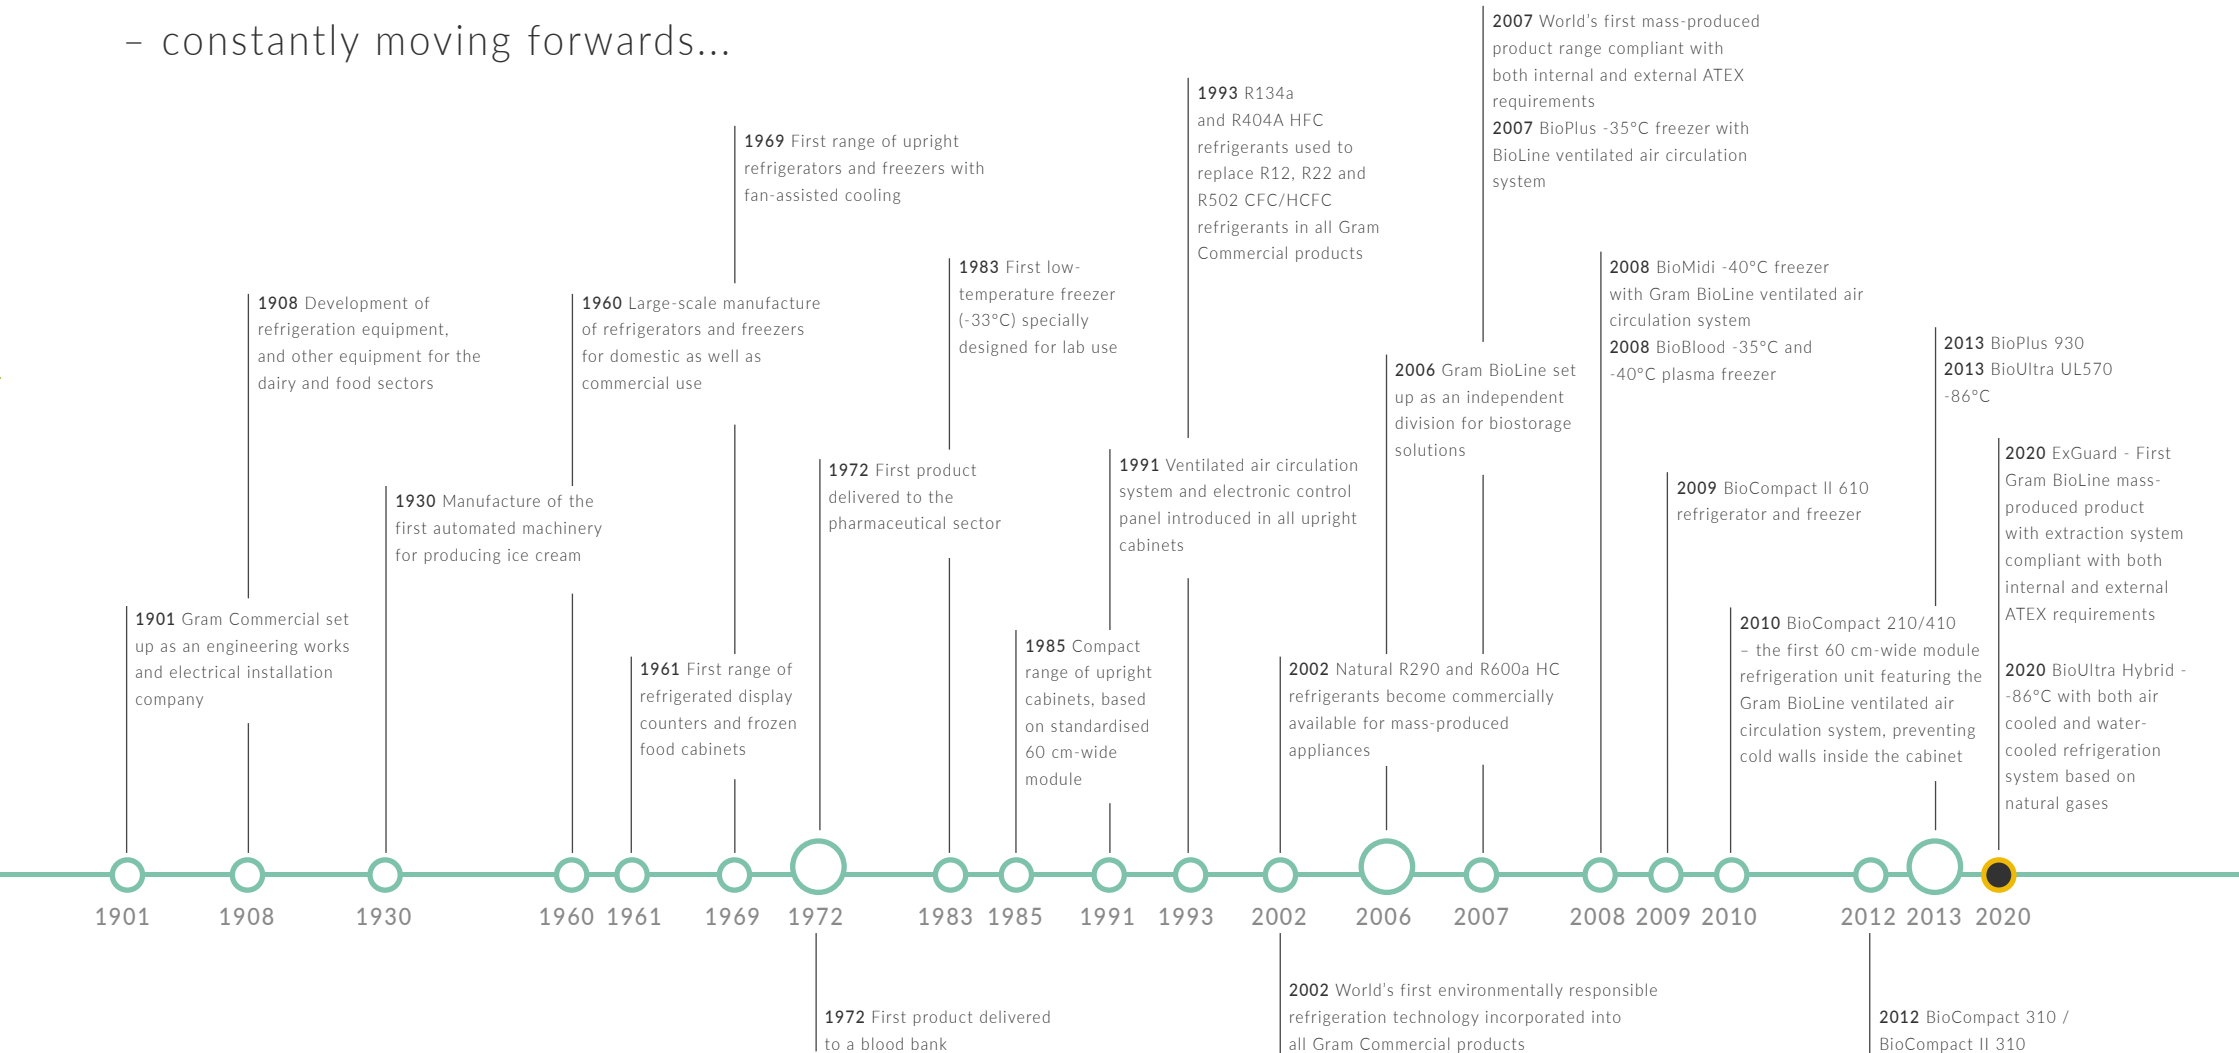 – constantly moving forwards...
1901 Gram Commercial set
up as an engineering works
and electrical installation
company
1908 Development of
refrigeration equipment,
and other equipment for the
dairy and food sectors
1930 Manufacture of the
first automated machinery
for producing ice cream
1960 Large-scale manufacture
of refrigerators and freezers
for domestic as well as
commercial use
1961 First range of
refrigerated display
counters and frozen
food cabinets
1969 First range of upright
refrigerators and freezers with
fan-assisted cooling
1972 First product
delivered to the
pharmaceutical sector
1983 First low-
temperature freezer
(-33°C) specially
designed for lab use
1985 Compact
range of upright
cabinets, based
on standardised
60 cm-wide
module
1991 Ventilated air circulation
system and electronic control
panel introduced in all upright
cabinets
1993 R134a
and R404A HFC
refrigerants used to
replace R12, R22 and
R502 CFC/HCFC
refrigerants in all Gram
Commercial products
2002 Natural R290 and R600a HC
refrigerants become commercially
available for mass-produced
appliances
2006 Gram BioLine set
up as an independent
division for biostorage
solutions
2007 World's first mass-produced
product range compliant with
both internal and external ATEX
requirements
2007 BioPlus -35°C freezer with
BioLine ventilated air circulation
system
2008 BioMidi -40°C freezer
with Gram BioLine ventilated air
circulation system
2008 BioBlood -35°C and
-40°C plasma freezer
2009 BioCompact II 610
refrigerator and freezer
2010 BioCompact 210/410
– the first 60 cm-wide module
refrigeration unit featuring the
Gram BioLine ventilated air
circulation system, preventing
cold walls inside the cabinet
2013 BioPlus 930
2013 BioUltra UL570
-86°C
2020 ExGuard - First
Gram BioLine mass-
produced product
with extraction system
compliant with both
internal and external
ATEX requirements
2020 BioUltra Hybrid -
-86°C with both air
cooled and water-
cooled refrigeration
system based on
natural gases
1901 1908 1930 1960 1961 1969 1972 1983 1985 1991 1993 2002 2006 2007 2008 2009 2010 2012 2013 2020
1972 First product delivered
to a blood bank
2002 World's first environmentally responsible
refrigeration technology incorporated into
all Gram Commercial products
2012 BioCompact 310 /
BioCompact II 310